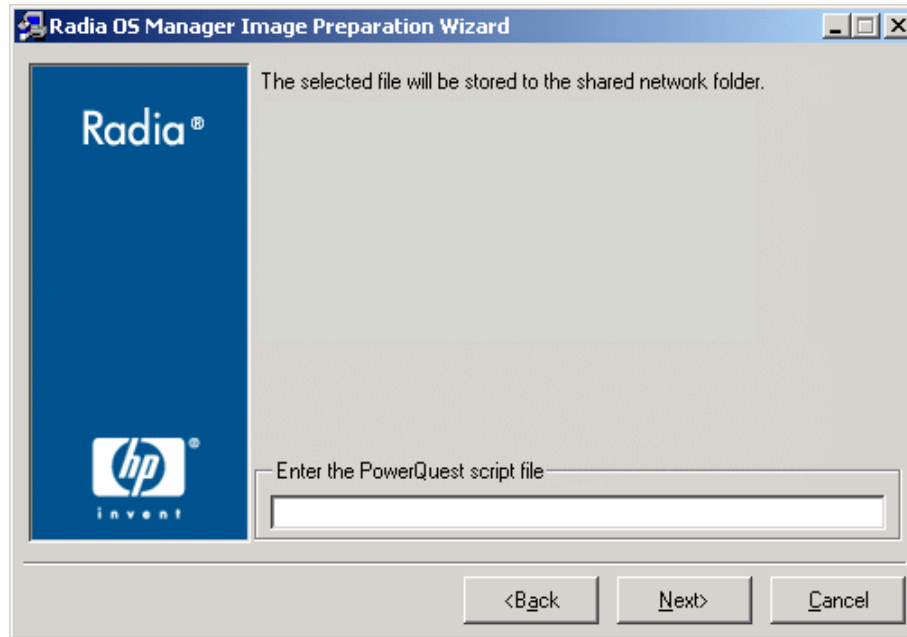 Radia OS Manager Image Preparation Wizard
The selected file will be stored to the shared network folder.
Radia®
hp®
invent
Enter the PowerQuest script file
<Back
Next>
Cancel